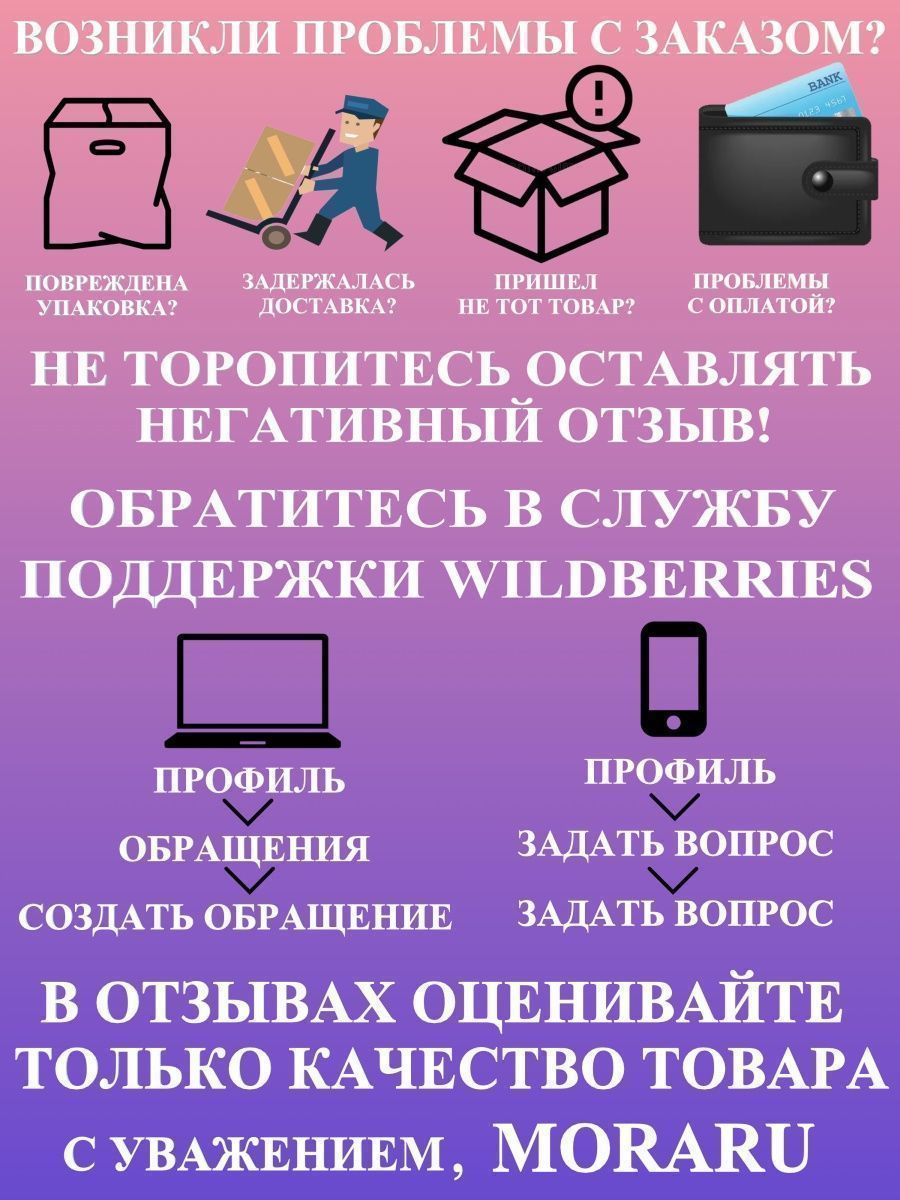 ВОЗНИКЛИ ПРОБЛЕМЫ С ЗАКАЗОМ?
BANK
0123 4567
ПОВРЕЖДЕНА
УПАКОВКА?
ЗАДЕРЖАЛАСЬ
ДОСТАВКА?
ПРИШЕЛ
НЕ ТОТ ТОВАР?
ПРОБЛЕМЫ
С ОПЛАТОЙ?
НЕ ТОРОПИТЕСЬ ОСТАВЛЯТЬ
НЕГАТИВНЫЙ ОТЗЫВ!
ОБРАТИТЕСЬ В СЛУЖБУ
ПОДДЕРЖКИ WILDBERRIES
ПРОФИЛЬ
ОБРАЩЕНИЯ
СОЗДАТЬ ОБРАЩЕНИЕ
ПРОФИЛЬ
ЗАДАТЬ ВОПРОС
ЗАДАТЬ ВОПРОС
В ОТЗЫВАХ ОЦЕНИВАЙТЕ
ТОЛЬКО КАЧЕСТВО ТОВАРА
С УВАЖЕНИЕМ, MORARU